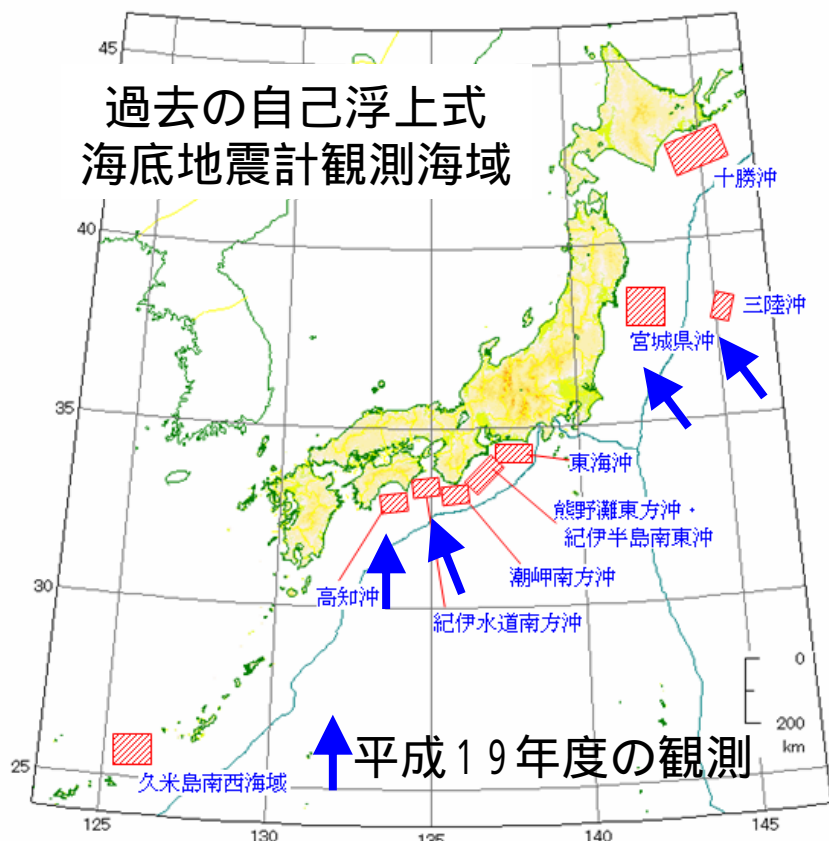 過去の自己浮上式
海底地震計観測海域
45
十勝沖
40
三陸沖
宮城県沖
35
東海沖
熊野灘東方沖・
紀伊半島南東沖
潮岬南方沖
高知沖
紀伊水道南方沖
30
0
200
km
平成19年度の観測
久米島南西海域
25
125
130
135
140
145